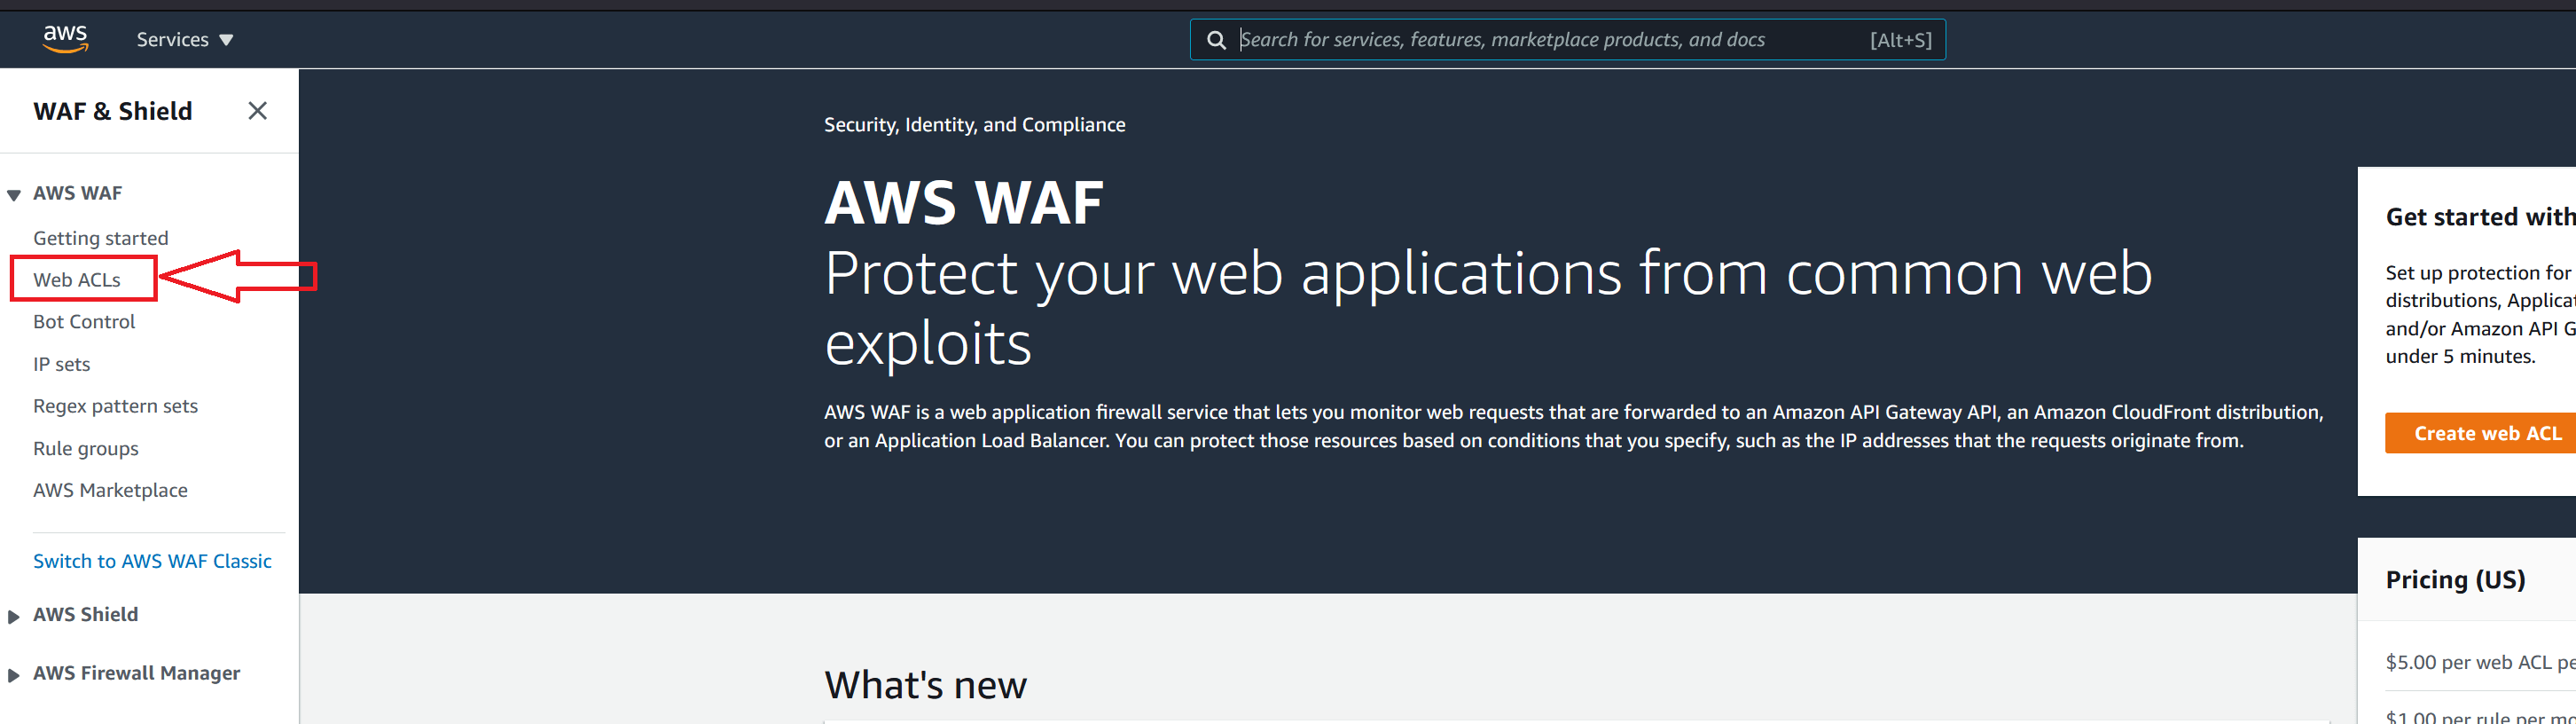 aws
Services
Search for services, features, marketplace products, and docs
[Alt+S]
WAF & Shield
AWS WAF
Getting started
Web ACLs
Bot Control
IP sets
Regex pattern sets
Rule groups
AWS Marketplace
Switch to AWS WAF Classic
AWS Shield
AWS Firewall Manager
Security, Identity, and Compliance
AWS WAF
Protect your web applications from common web
exploits
AWS WAF is a web application firewall service that lets you monitor web requests that are forwarded to an Amazon API Gateway API, an Amazon CloudFront distribution,
or an Application Load Balancer. You can protect those resources based on conditions that you specify, such as the IP addresses that the requests originate from.
What's new
Get started with
Set up protection for
distributions,
and/or Amazon API
under 5 minutes.
Create web ACL
Pricing (US)
$5.00 per web ACL
$1.00 per rule per